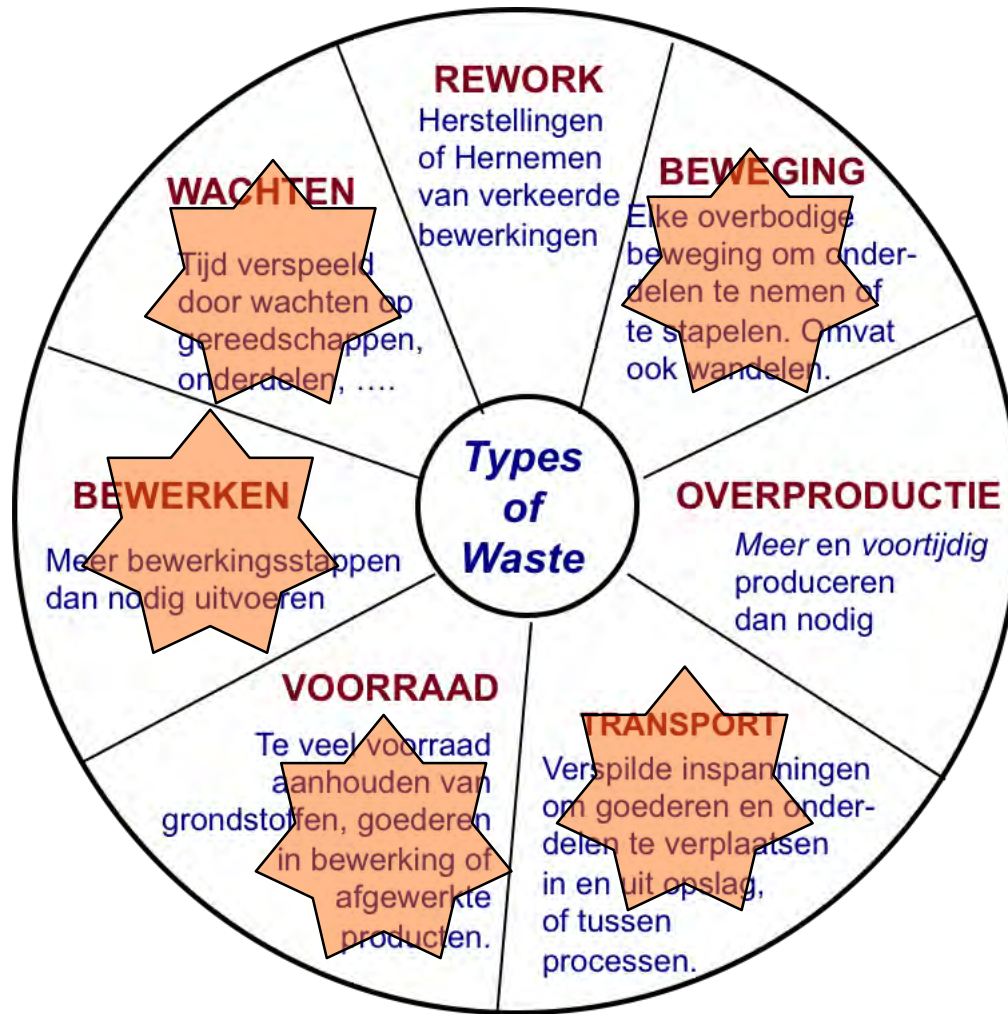 REWORK
Herstellingen
of Hernemen
van verkeerde
bewerkingen
BEWEGING
Elke overbodige
beweging om onder-
delen te nemen of
te stapelen. Omvat
ook wandelen.
OVERPRODUCTIE
Meer en voortijdig
produceren
dan nodig
TRANSPORT
Verspilde inspanningen
om goederen en onder-
delen te verplaatsen
in en uit opslag,
of tussen
processen.
VOORRAAD
Te veel voorraad
aanhouden van
grondstoffen, goederen
in bewerking of
afgewerkte
producten.
BEWERKEN
Meer bewerkingsstappen
dan nodig uitvoeren
WACHTEN
Tijd verspeeld
door wachten op
gereedschappen,
onderdelen, ….
Types
of
Waste